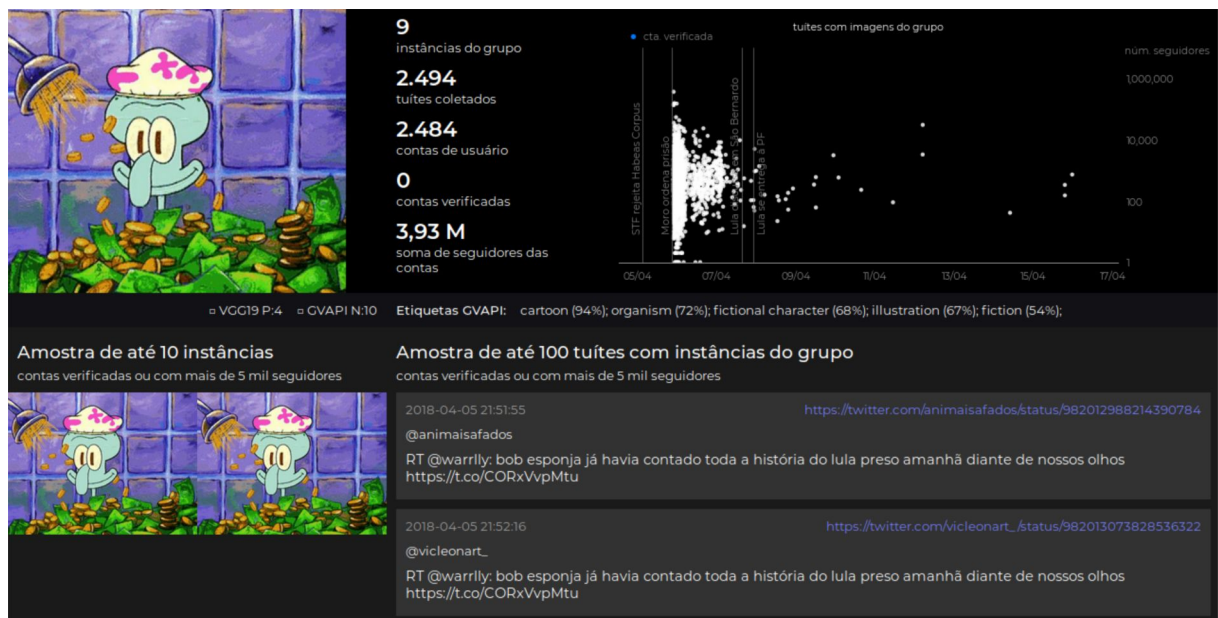 9
instâncias do grupo
2.494
tuítes coletados
2.484
contas de usuário
0
contas verificadas
3,93 M
soma de seguidores das
contas
tuítes com imagens do grupo
cta. verificada
núm. seguidores
1,000,000
10,000
100
1
STF rejeita Habeas Corpus
Moro ordena prisão
Lula em São Bernardo
Lula se entrega à PF
05/04
07/04
09/04
11/04
13/04
15/04
17/04
VGG19 P:4
GVAPI N:10
Etiquetas GVAPI: cartoon (94%); organism (72%); fictional character (68%); illustration (67%); fiction (54%);
Amostra de até 10 instâncias
contas verificadas ou com mais de 5 mil seguidores
Amostra de até 100 tuítes com instâncias do grupo
contas verificadas ou com mais de 5 mil seguidores
2018-04-05 21:51:55
https://twitter.com/animaisafados/status/982012988214390784
@animaisafados
RT @warrlly: bob esponja já havia contado toda a história do lula preso amanhã diante de nossos olhos
https://t.co/CORxVvpMtu
2018-04-05 21:52:16
https://twitter.com/vicleonart_/status/982013073828536322
@vicleonart_
RT @warrlly: bob esponja já havia contado toda a história do lula preso amanhã diante de nossos olhos
https://t.co/CORxVvpMtu